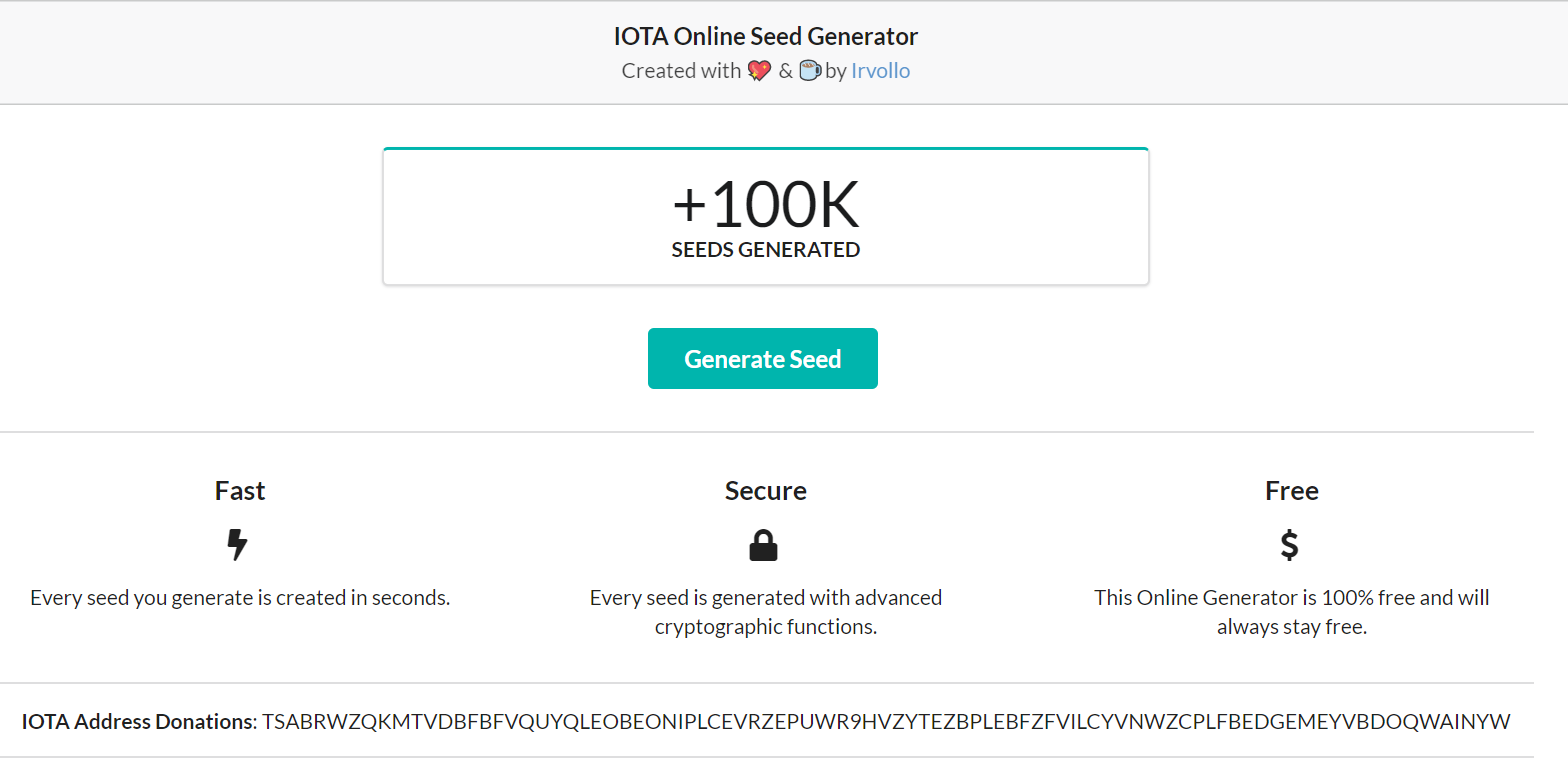 IOTA Online Seed Generator
Created with 💖 & ☕ by Irvollo
+100K
SEEDS GENERATED
Generate Seed
Fast
Every seed you generate is created in seconds.
Secure
Every seed is generated with advanced
cryptographic functions.
Free
This Online Generator is 100% free and will
always stay free.
IOTA Address Donations: TSABRWZQKMTVDBFBFVQUYQLEOBEONIPLCEVRZEPUWR9HVZYTEZBPLEBFZFVILCYVNWZCPLFBEDGEMEYVBDOQWAINYW